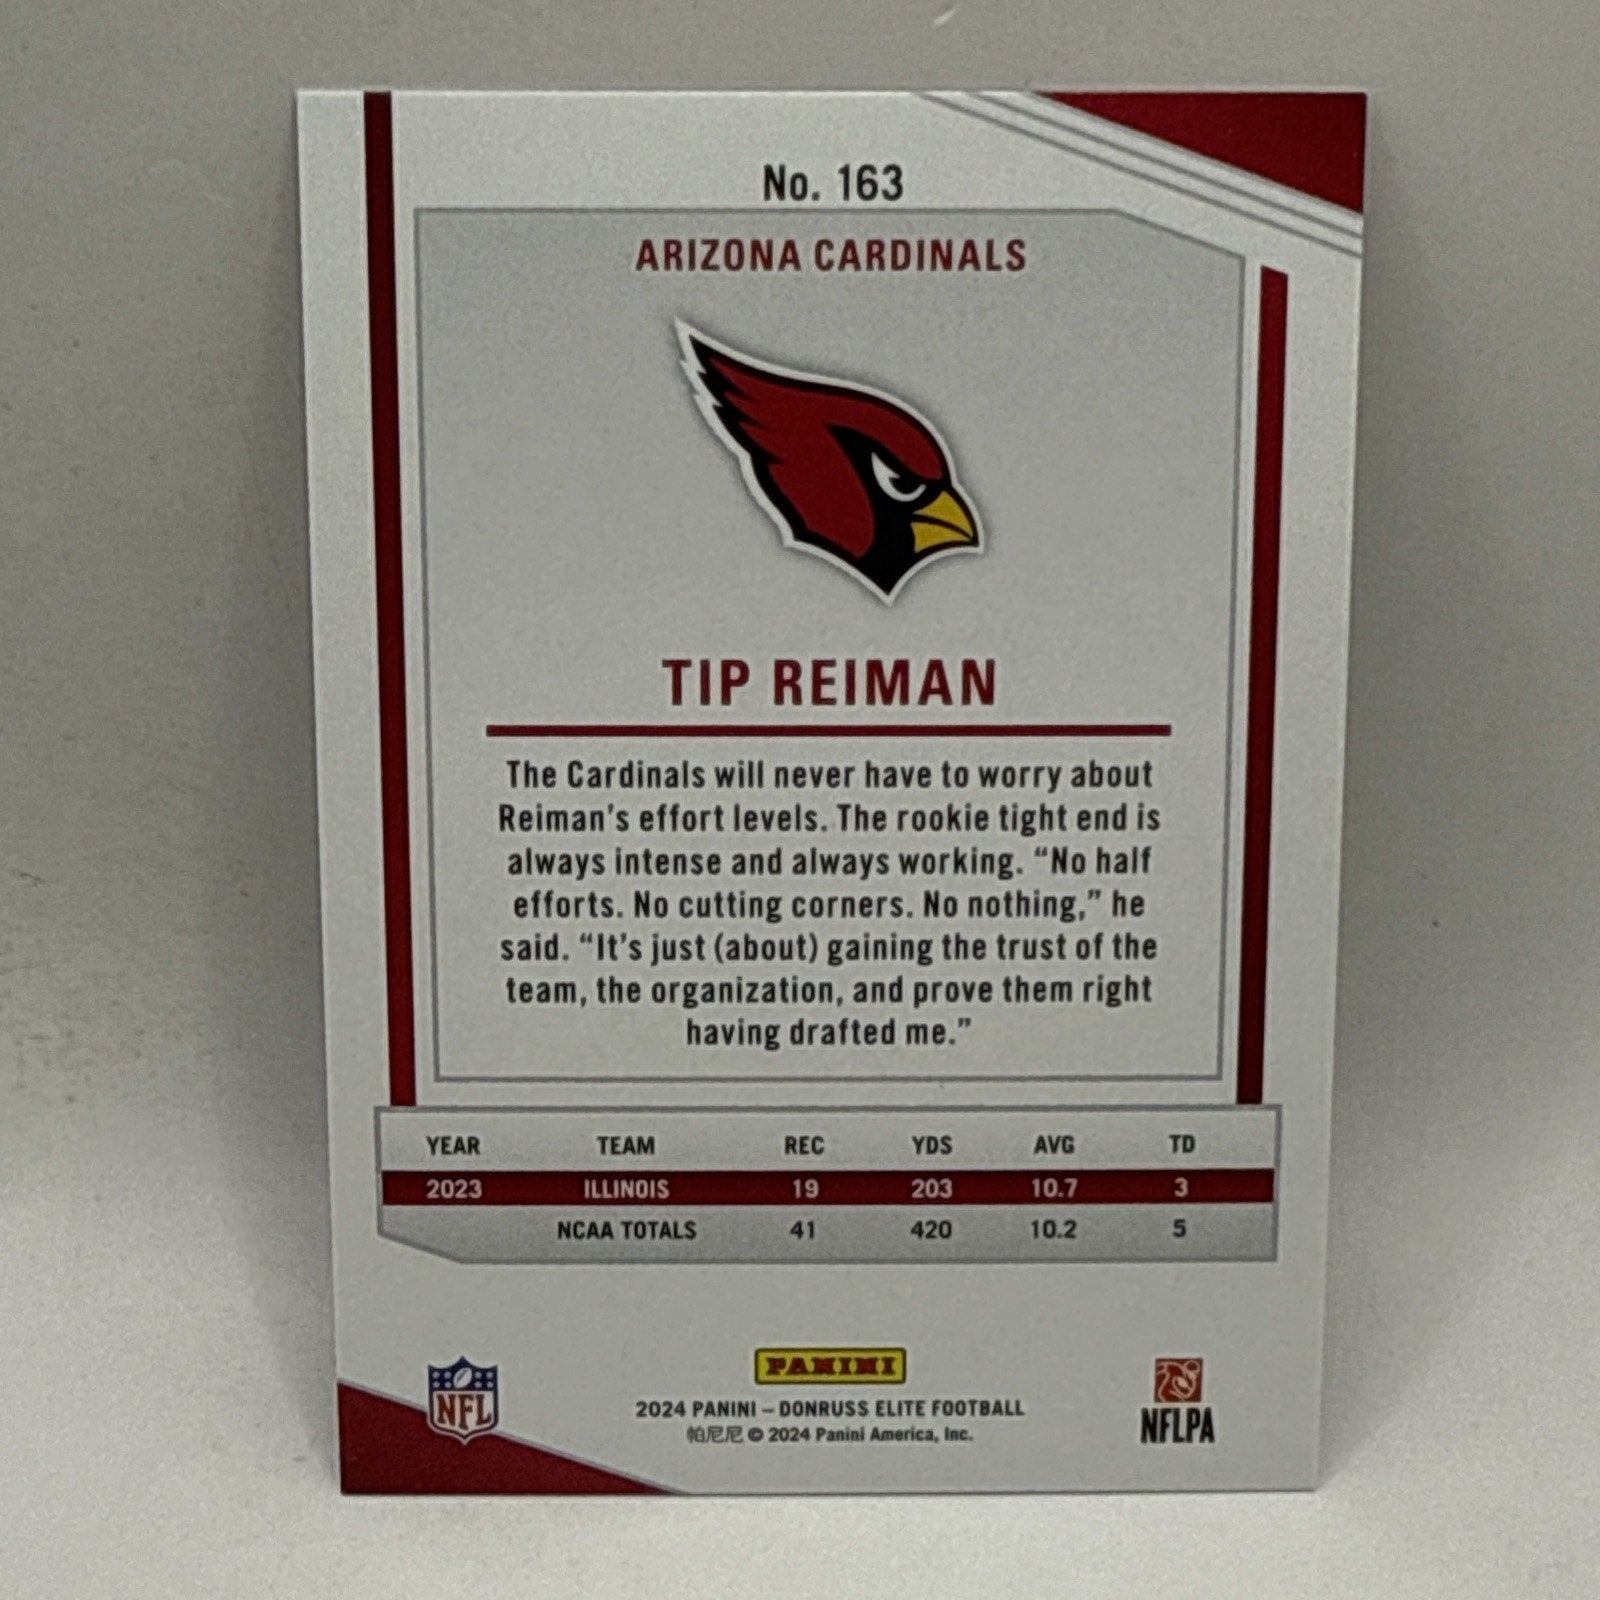 No. 163
ARIZONA CARDINALS
TIP REIMAN
The Cardinals will never have to worry about
Reiman's effort levels. The rookie tight end is
always intense and always working. “No half
efforts. No cutting corners. No nothing,” he
said. “It's just (about) gaining the trust of the
team, the organization, and prove them right
having drafted me.”
YEAR TEAM REC YDS AVG TD
2023 ILLINOIS 19 203 10.7 3
NCAA TOTALS 41 420 10.2 5
NFL
PANINI
2024 PANINI – DONRUSS ELITE FOOTBALL
帕尼尼 © 2024 Panini America, Inc.
NFLPA